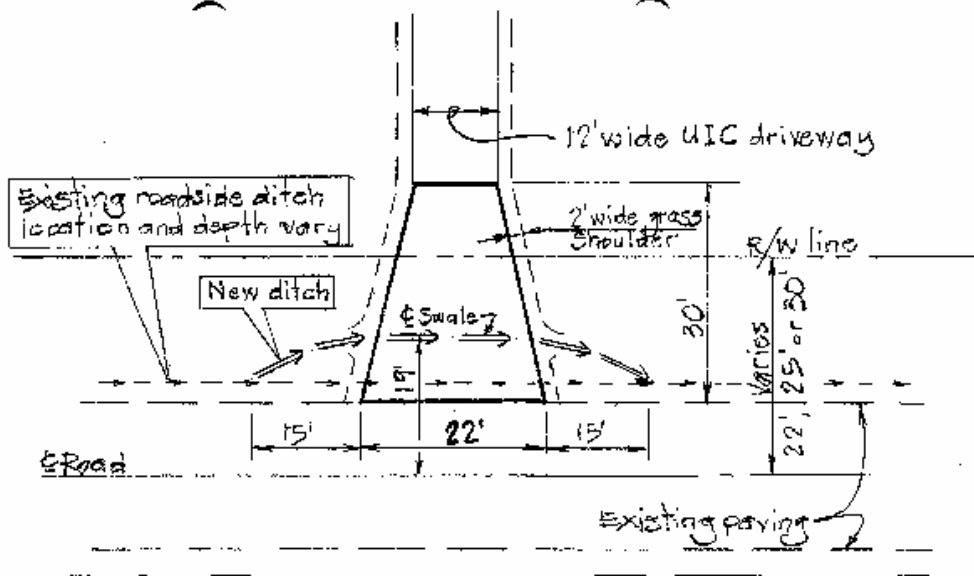 12' wide UIC driveway
Existing roadside ditch
location and depth vary
2' wide grass
Shoulder
R/W line
New ditch
℄ Swale
30'
Varies
22', 25' or 30'
19'
15'
22'
15'
℄ Road
Existing paving